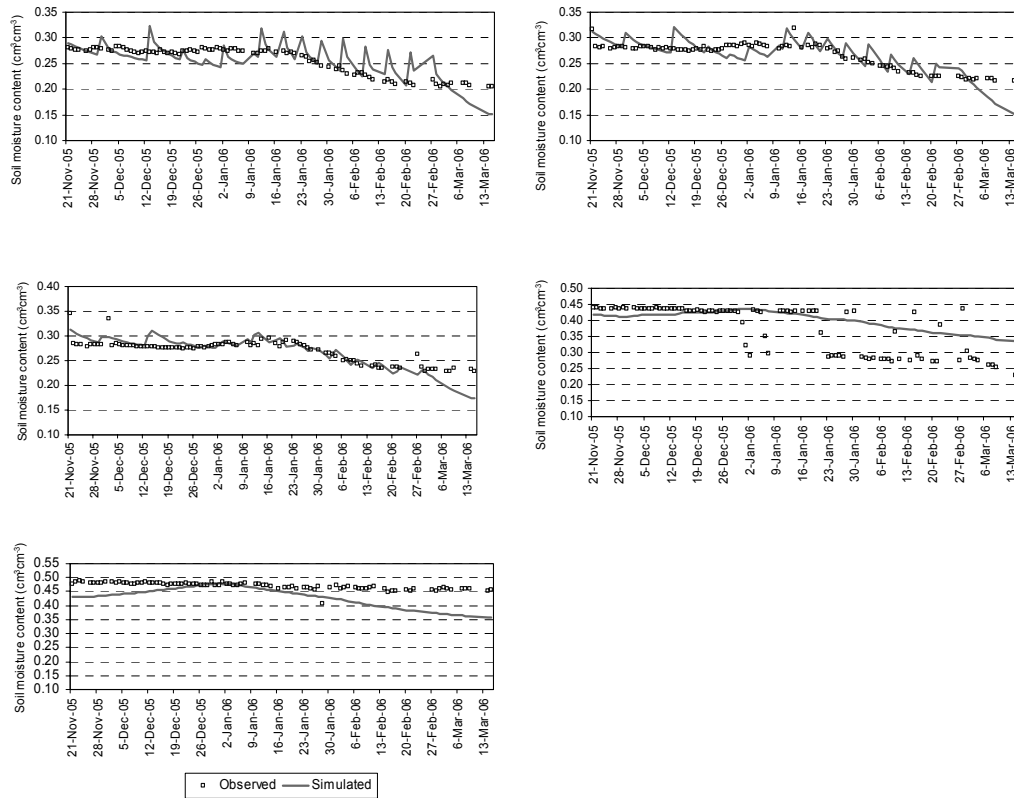 Soil moisture content (cm³cm⁻³)
0.35
0.30
0.25
0.20
0.15
0.10
21-Nov-05
28-Nov-05
5-Dec-05
12-Dec-05
19-Dec-05
26-Dec-05
2-Jan-06
9-Jan-06
16-Jan-06
23-Jan-06
30-Jan-06
6-Feb-06
13-Feb-06
20-Feb-06
27-Feb-06
6-Mar-06
13-Mar-06
Soil moisture content (cm³cm⁻³)
0.35
0.30
0.25
0.20
0.15
0.10
21-Nov-05
28-Nov-05
5-Dec-05
12-Dec-05
19-Dec-05
26-Dec-05
2-Jan-06
9-Jan-06
16-Jan-06
23-Jan-06
30-Jan-06
6-Feb-06
13-Feb-06
20-Feb-06
27-Feb-06
6-Mar-06
13-Mar-06
Soil moisture content (cm³cm⁻³)
0.40
0.35
0.30
0.25
0.20
0.15
0.10
21-Nov-05
28-Nov-05
5-Dec-05
12-Dec-05
19-Dec-05
26-Dec-05
2-Jan-06
9-Jan-06
16-Jan-06
23-Jan-06
30-Jan-06
6-Feb-06
13-Feb-06
20-Feb-06
27-Feb-06
6-Mar-06
13-Mar-06
Soil moisture content (cm³cm⁻³)
0.50
0.45
0.40
0.35
0.30
0.25
0.20
0.15
0.10
21-Nov-05
28-Nov-05
5-Dec-05
12-Dec-05
19-Dec-05
26-Dec-05
2-Jan-06
9-Jan-06
16-Jan-06
23-Jan-06
30-Jan-06
6-Feb-06
13-Feb-06
20-Feb-06
27-Feb-06
6-Mar-06
13-Mar-06
Soil moisture content (cm³cm⁻³)
0.55
0.50
0.45
0.40
0.35
0.30
0.25
0.20
0.15
0.10
21-Nov-05
28-Nov-05
5-Dec-05
12-Dec-05
19-Dec-05
26-Dec-05
2-Jan-06
9-Jan-06
16-Jan-06
23-Jan-06
30-Jan-06
6-Feb-06
13-Feb-06
20-Feb-06
27-Feb-06
6-Mar-06
13-Mar-06
Observed
Simulated